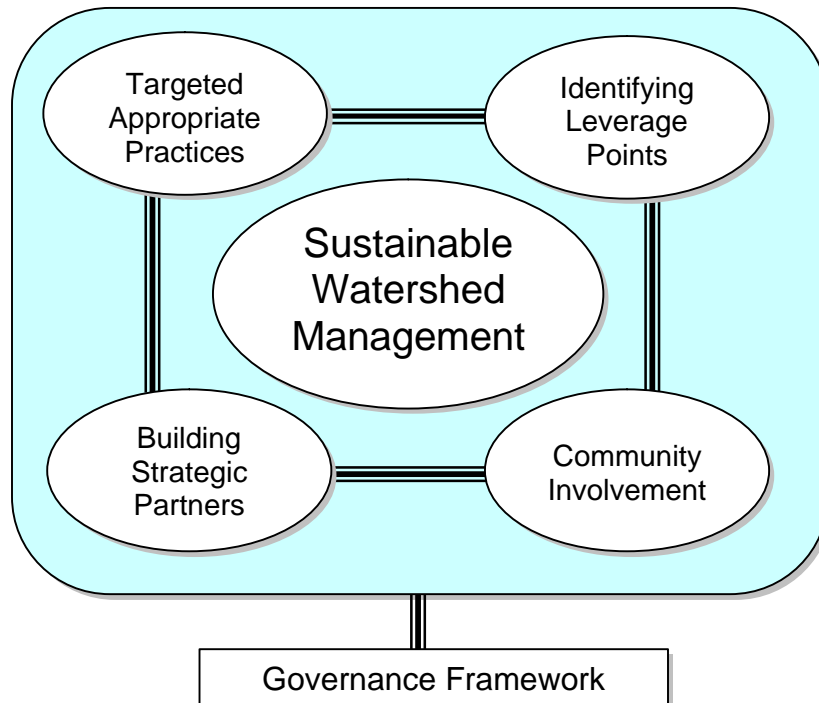 Targeted
Appropriate
Practices
Identifying
Leverage
Points
Sustainable
Watershed
Management
Building
Strategic
Partners
Community
Involvement
Governance Framework